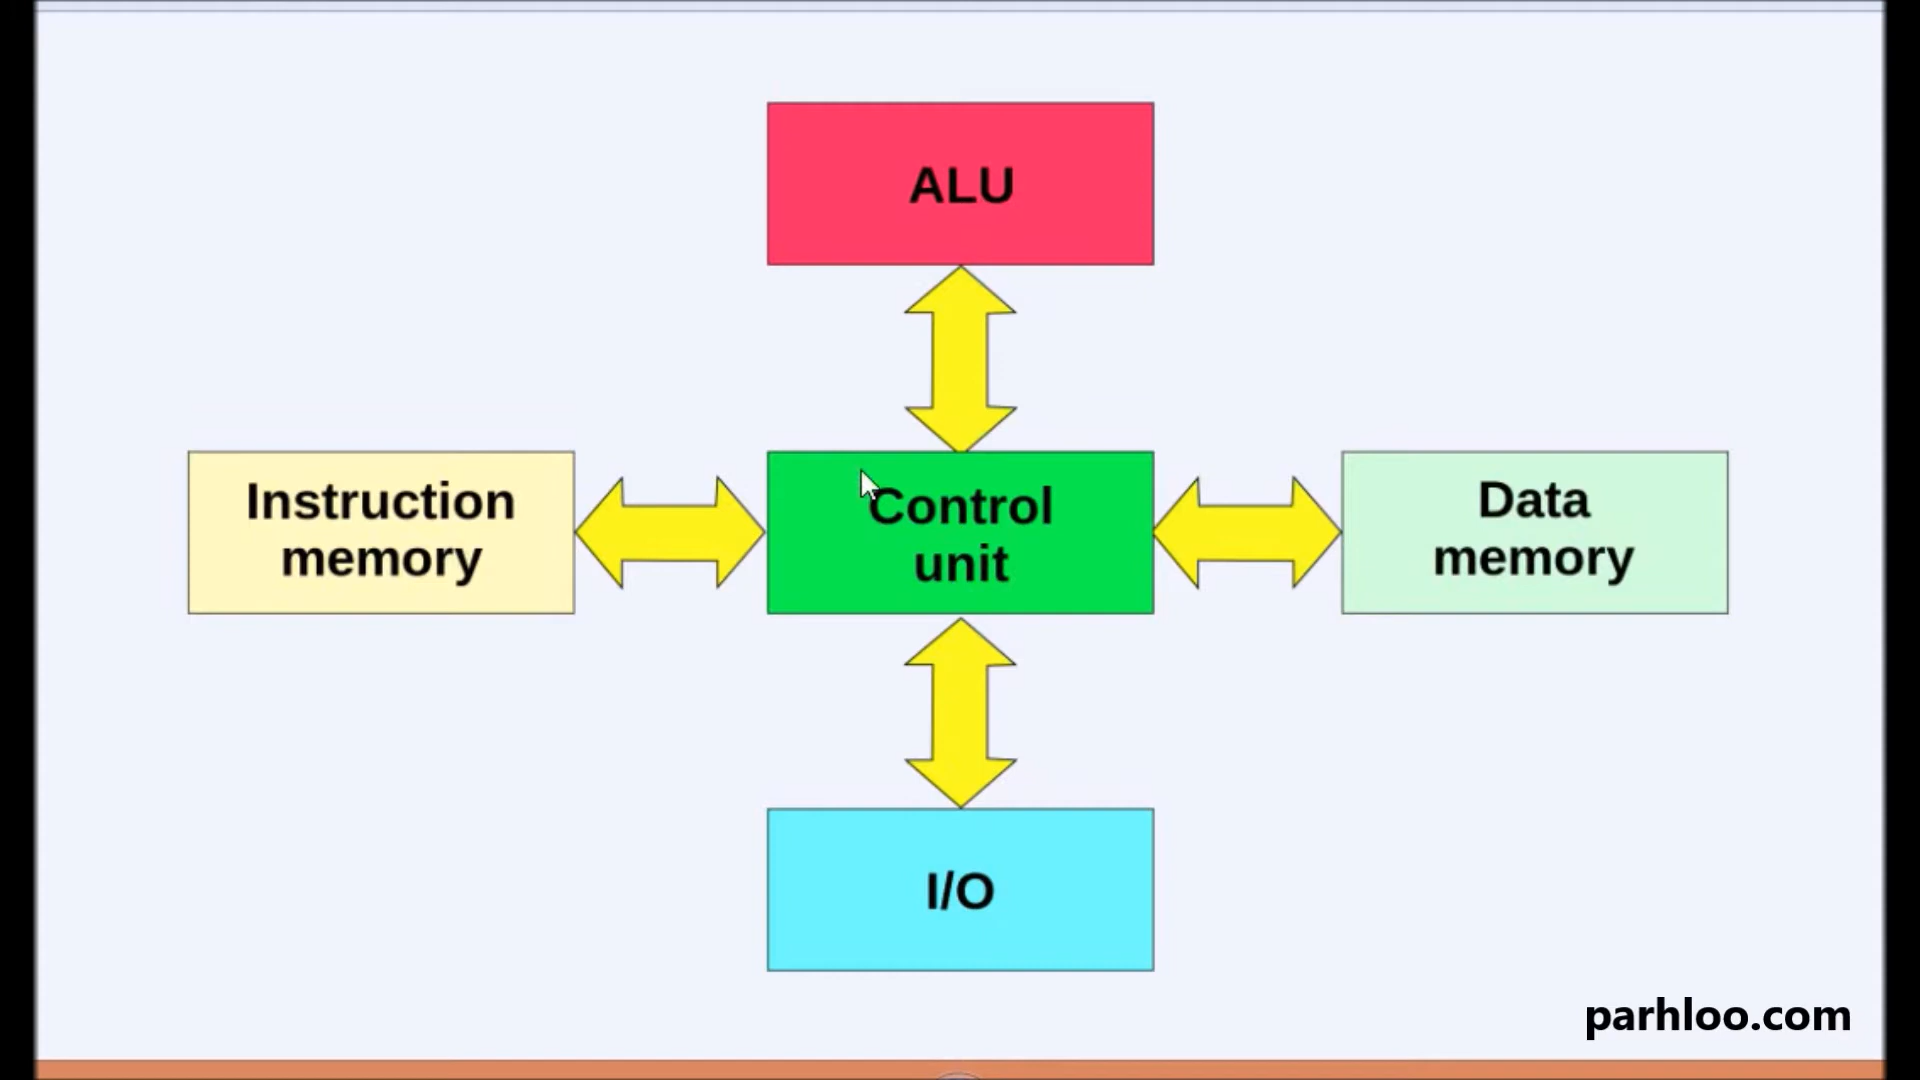 ALU
Instruction
memory
Control
unit
Data
memory
I/O
parhloo.com